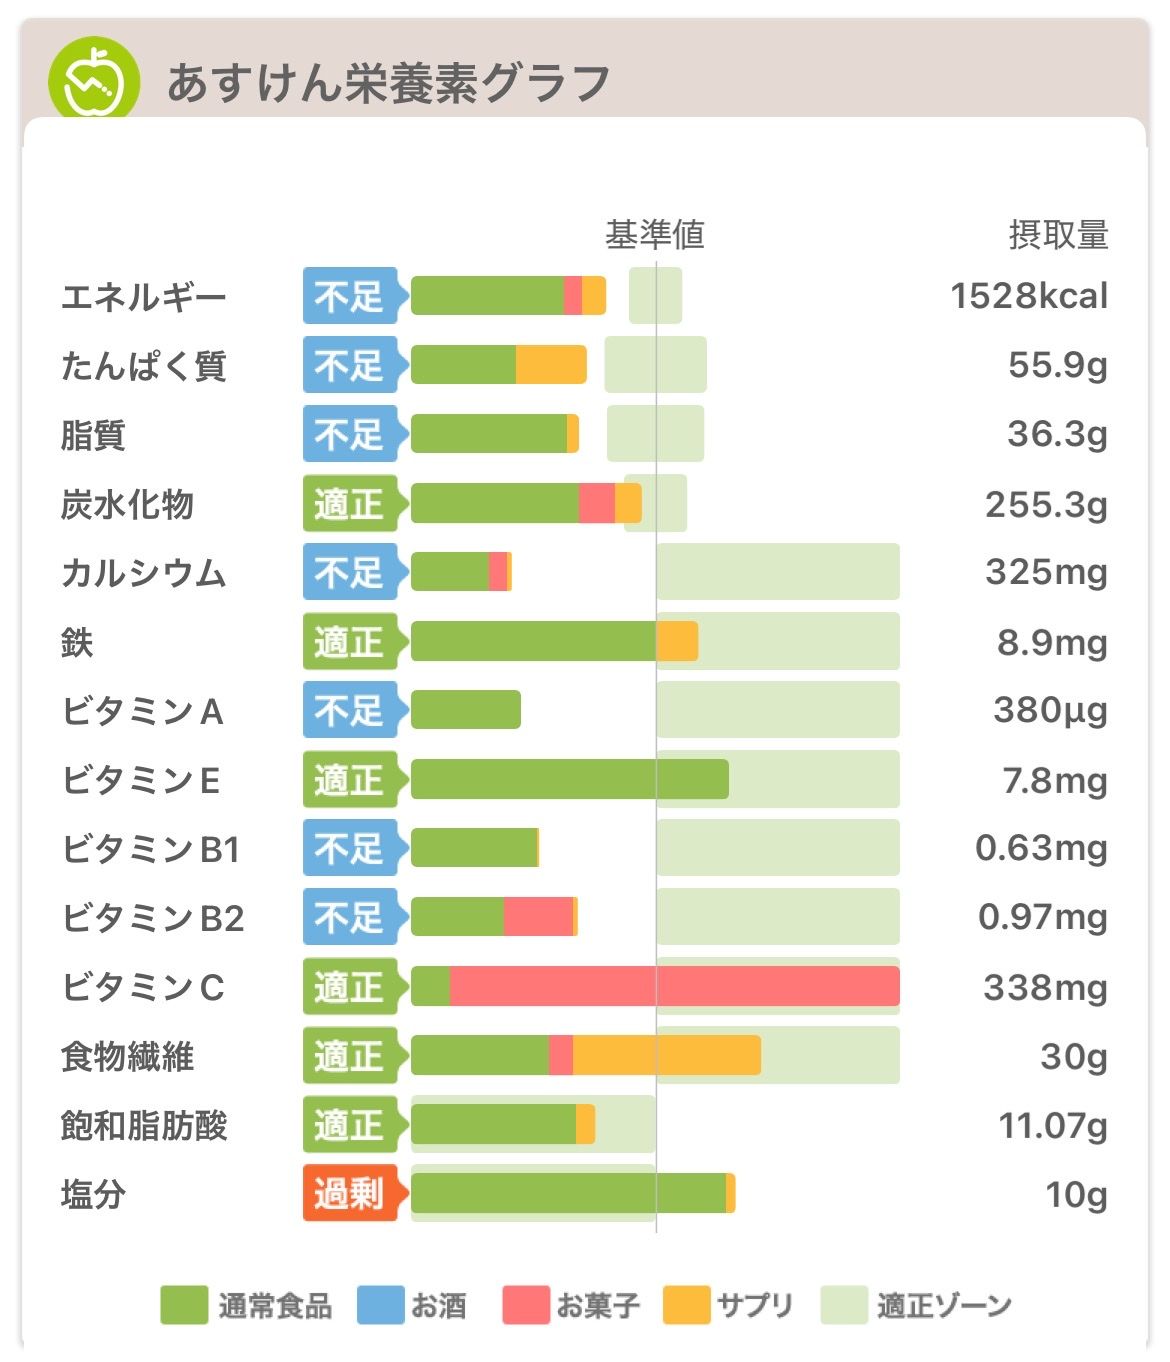 あすけん栄養素グラフ
基準値 摂取量
エネルギー 不足 1528kcal
たんぱく質 不足 55.9g
脂質 不足 36.3g
炭水化物 適正 255.3g
カルシウム 不足 325mg
鉄 適正 8.9mg
ビタミンA 不足 380μg
ビタミンE 適正 7.8mg
ビタミンB1 不足 0.63mg
ビタミンB2 不足 0.97mg
ビタミンC 適正 338mg
食物繊維 適正 30g
飽和脂肪酸 適正 11.07g
塩分 過剰 10g
通常食品 お酒 お菓子 サプリ 適正ゾーン